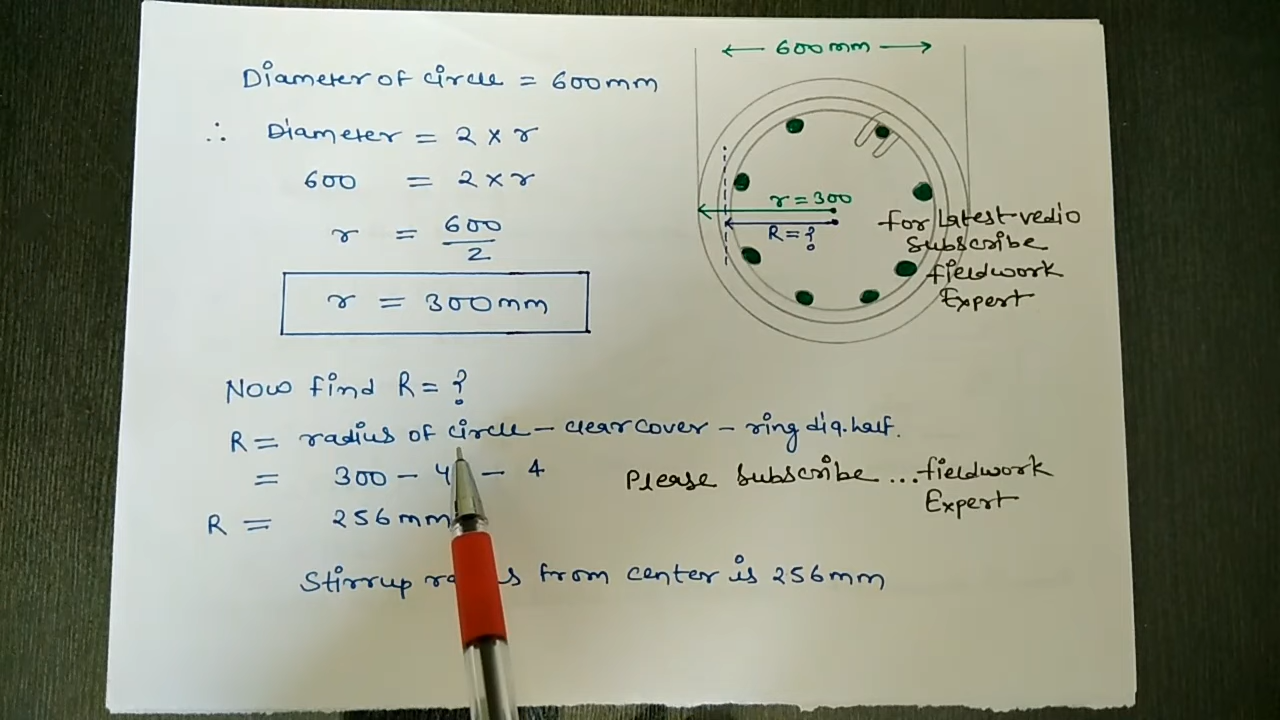 Diameter of circle = 600mm
∴ Diameter = 2 × r
600 = 2 × r
r = 600/2
r = 300mm
600mm
r = 300
R = ?
For Latest vedio
Subscribe
fieldwork
Expert
Now find R = ?
R = radius of circle – clear cover – ring dia. half.
= 300 – 4 – 4
R = 256mm
Please Subscribe ... fieldwork
Expert
Stirrup from center is 256mm